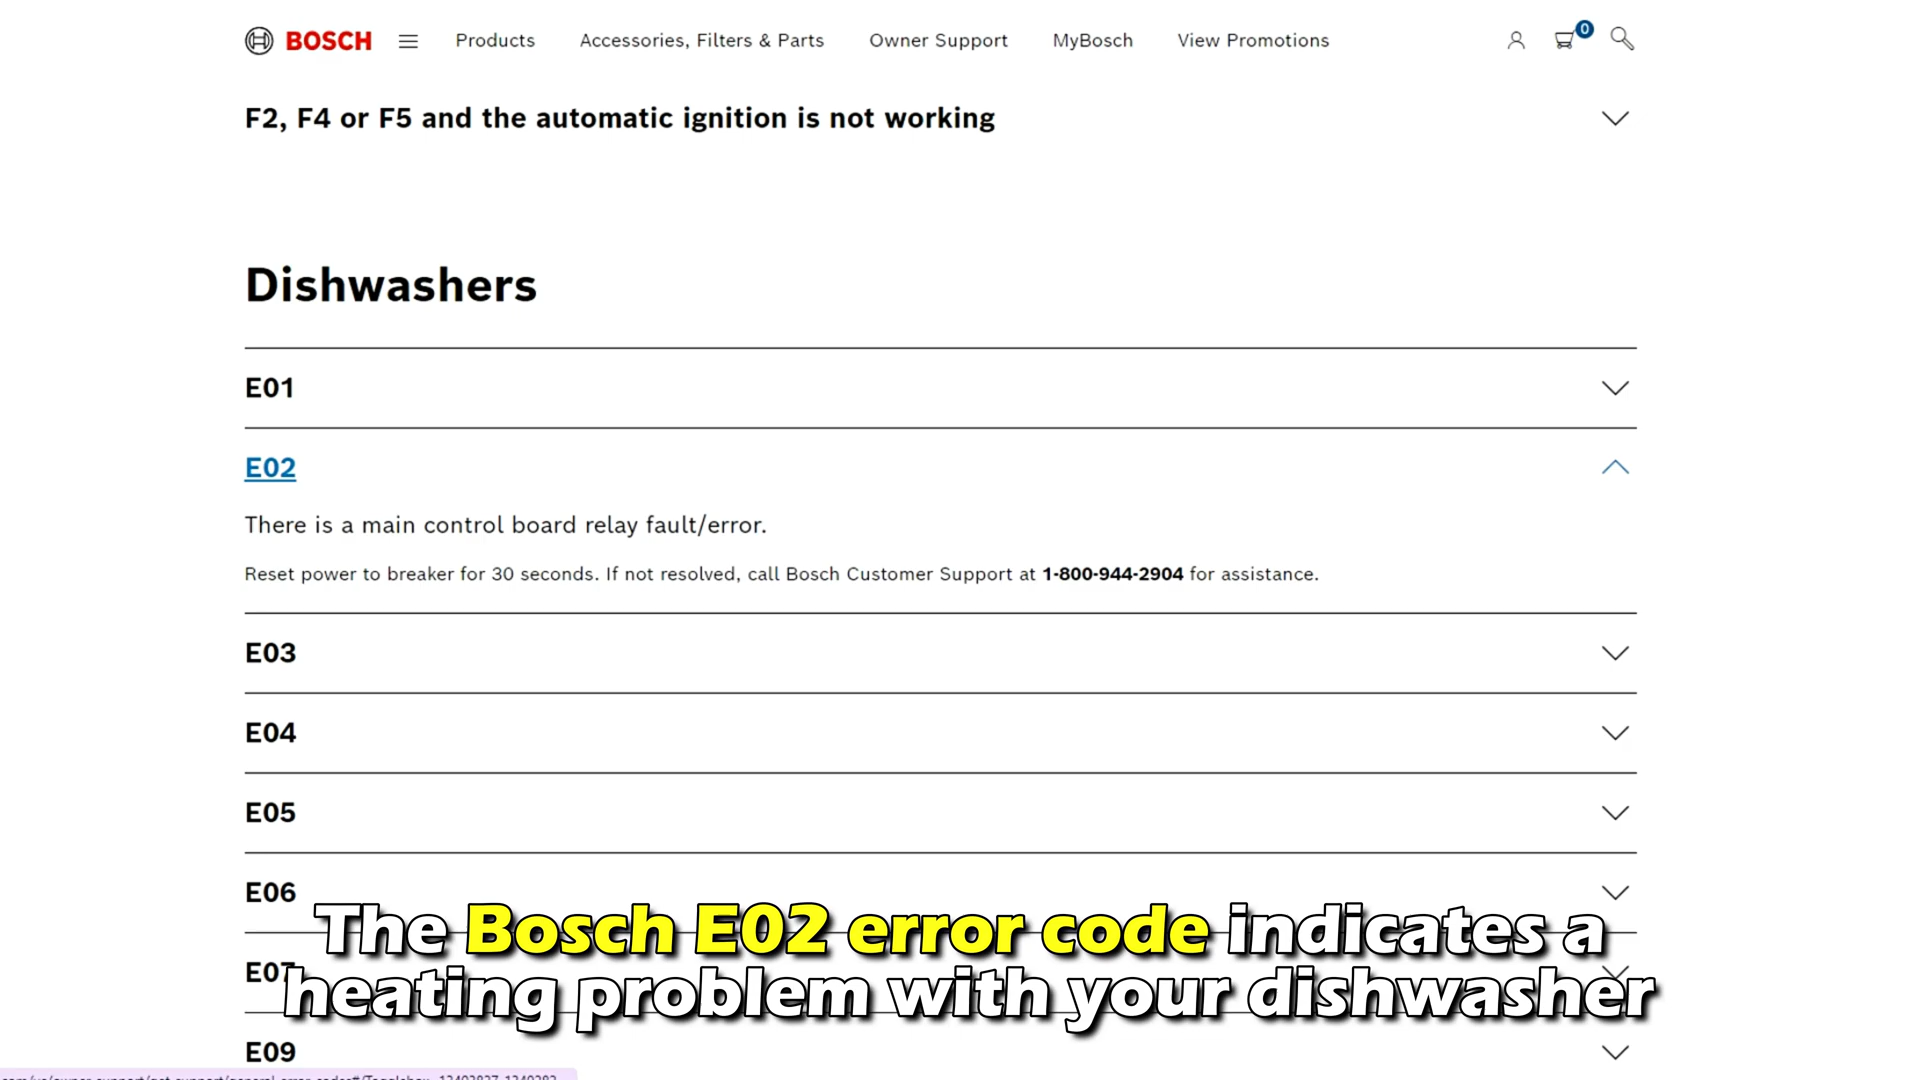 BOSCH Products Accessories, Filters & Parts Owner Support MyBosch View Promotions 0
F2, F4 or F5 and the automatic ignition is not working
Dishwashers
E01
E02
There is a main control board relay fault/error.
Reset power to breaker for 30 seconds. If not resolved, call Bosch Customer Support at 1-800-944-2904 for assistance.
E03
E04
E05
E06
The Bosch E02 error code indicates a
E07
heating problem with your dishwasher
E09